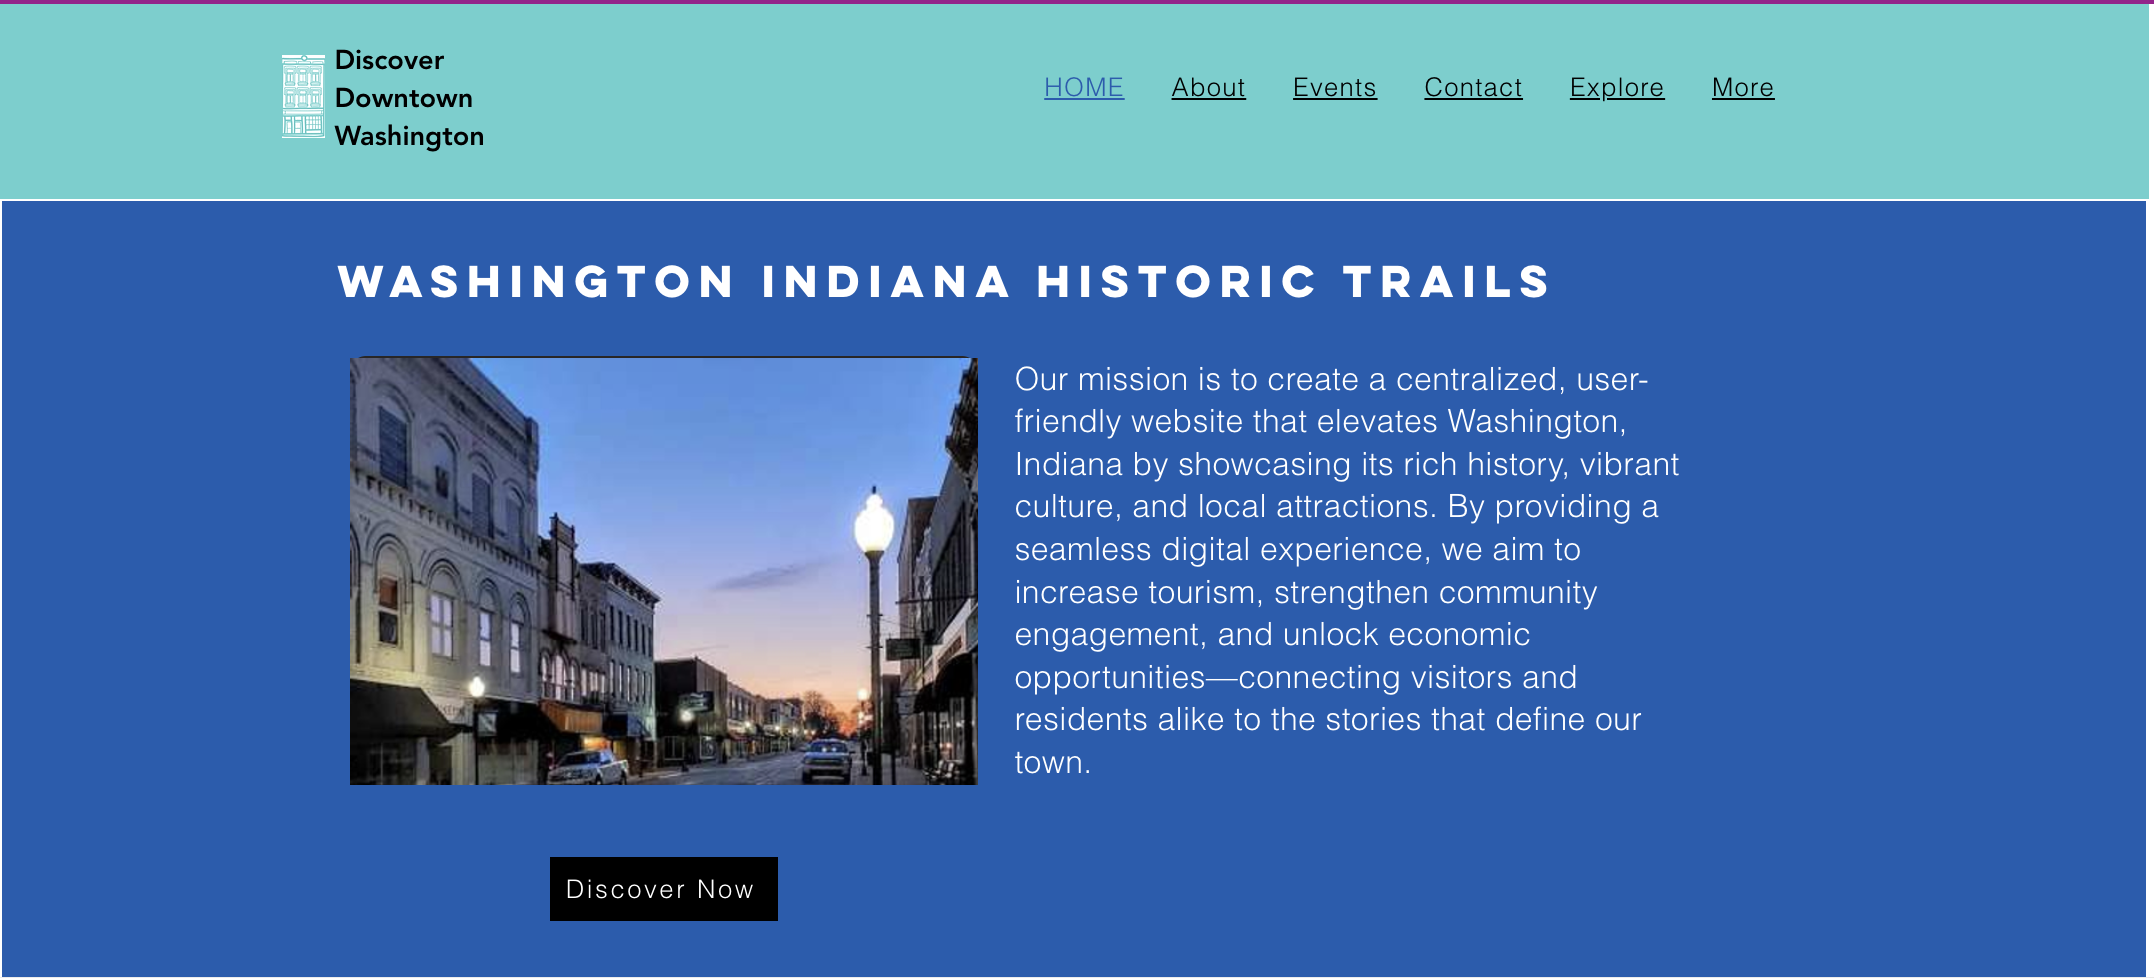 Discover
Downtown
Washington
HOME About Events Contact Explore More
WASHINGTON INDIANA HISTORIC TRAILS
Our mission is to create a centralized, user-
friendly website that elevates Washington,
Indiana by showcasing its rich history, vibrant
culture, and local attractions. By providing a
seamless digital experience, we aim to
increase tourism, strengthen community
engagement, and unlock economic
opportunities—connecting visitors and
residents alike to the stories that define our
town.
Discover Now